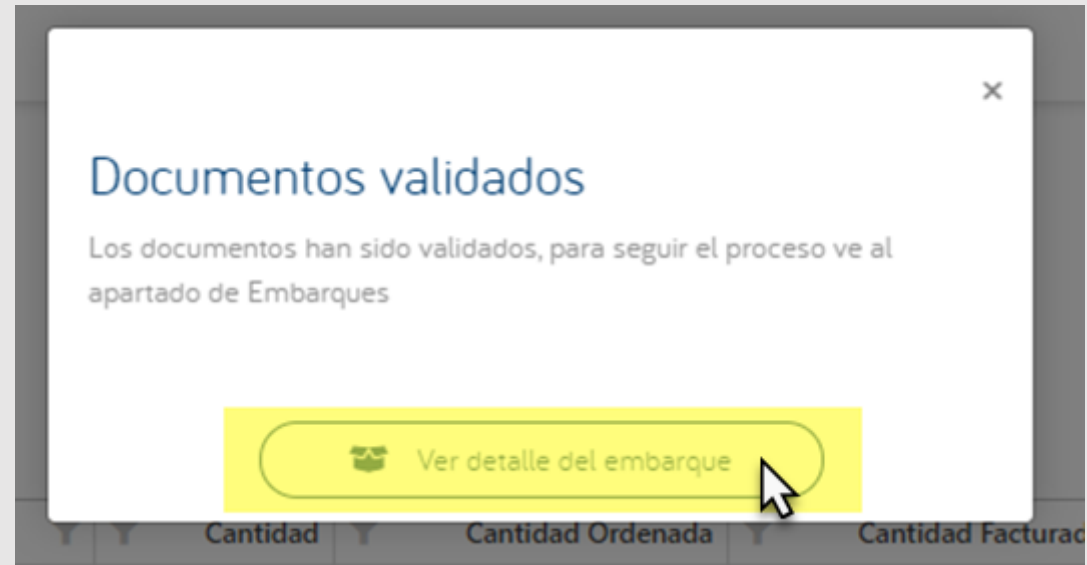 ×
Documentos validados
Los documentos han sido validados, para seguir el proceso ve al
apartado de Embarques
Ver detalle del embarque
Cantidad Cantidad Ordenada Cantidad Facturad